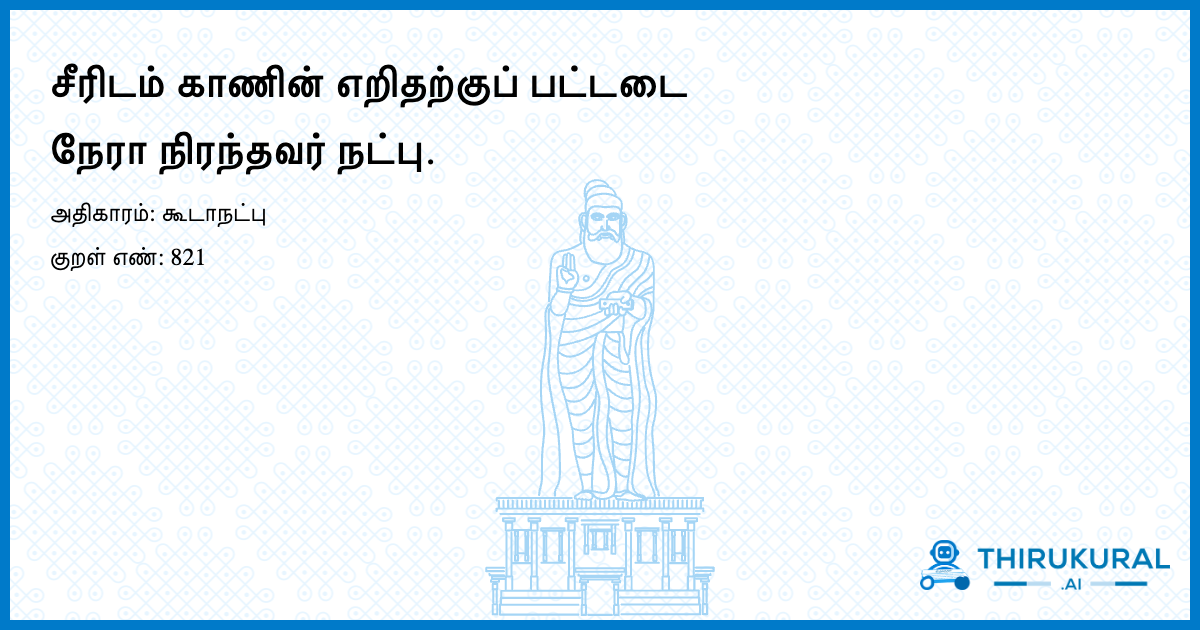 சீரிடம் காணின் எறிதற்குப் பட்டடை
நேரா நிரந்தவர் நட்பு.
அதிகாரம்: கூடாநட்பு
குறள் எண்: 821
THIRUKURAL
.AI